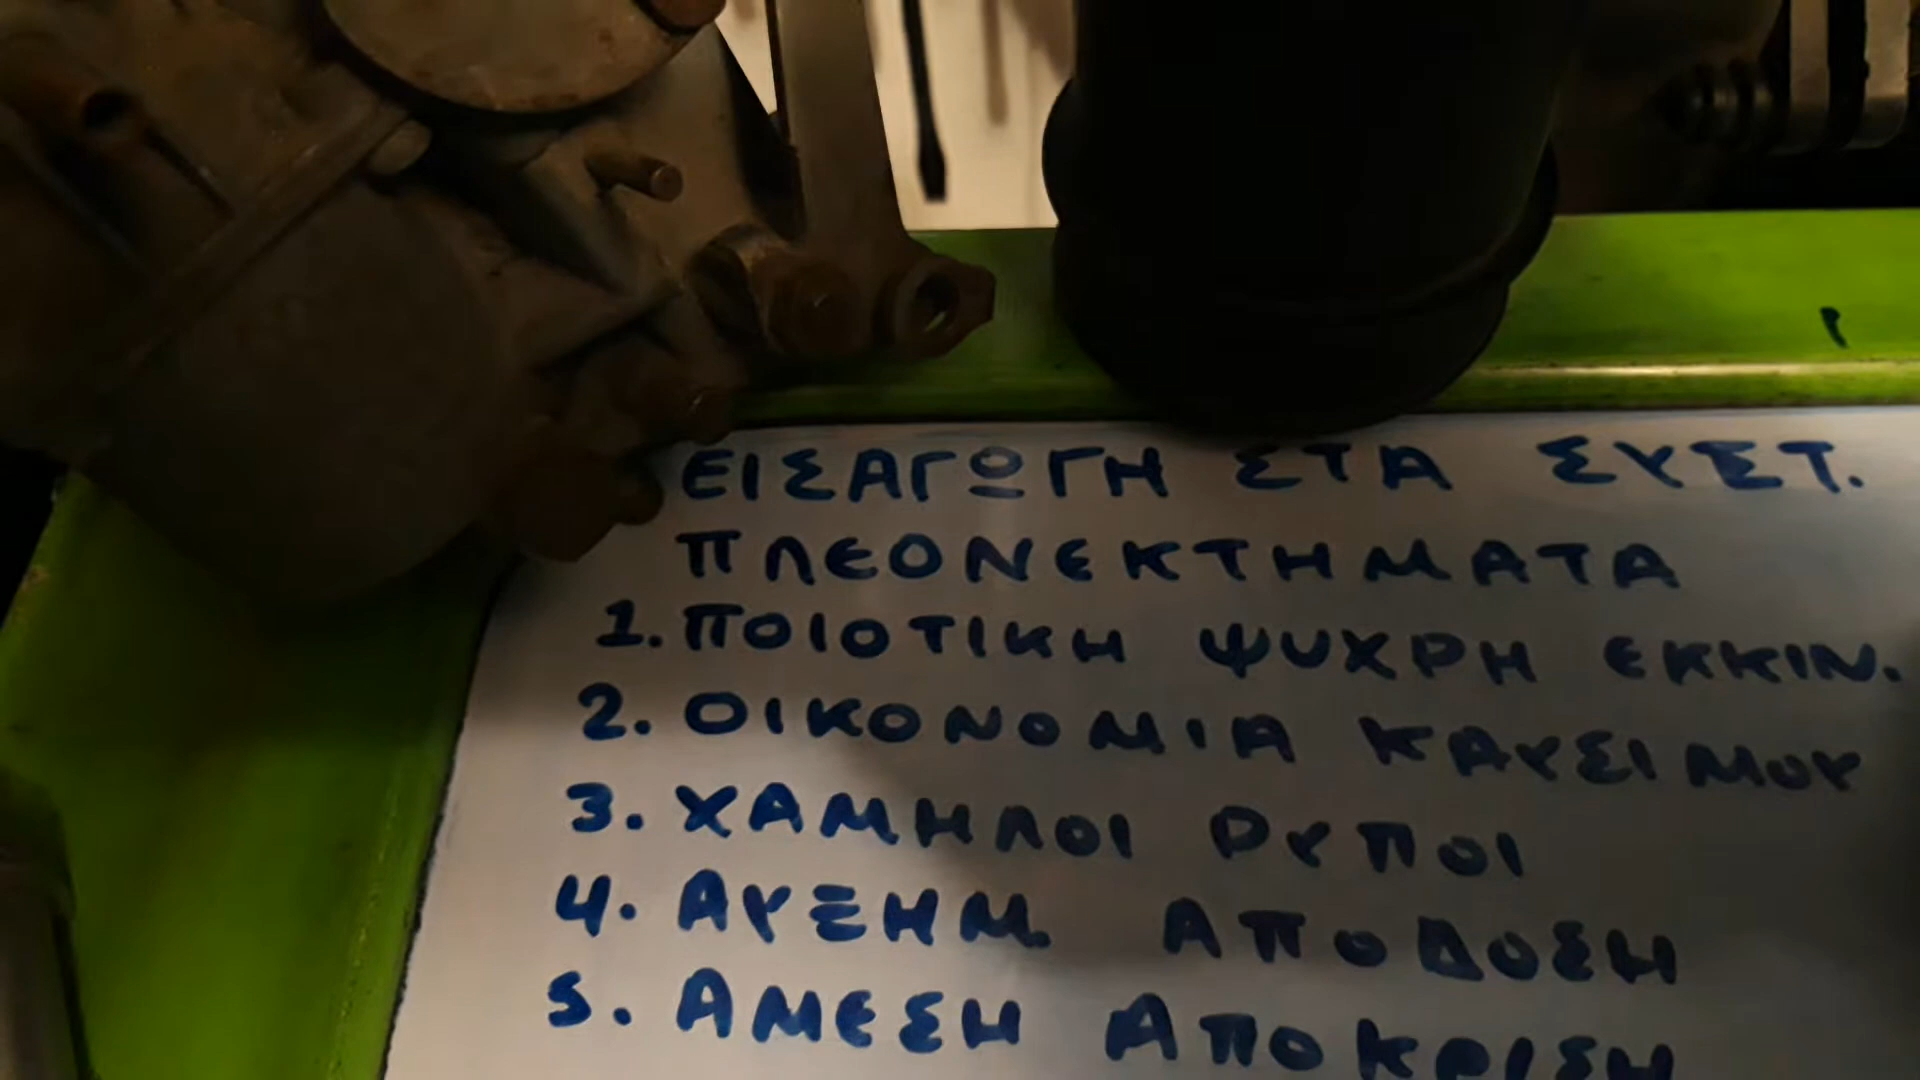 ΕΙΣΑΓΩΓΗ ΣΤΑ ΣΥΣΤ.
ΠΛΕΟΝΕΚΤΗΜΑΤΑ
1. ΠΟΙΟΤΙΚΗ ΨΥΧΡΗ ΕΚΚΙΝ.
2. ΟΙΚΟΝΟΜΙΑ ΚΑΥΣΙΜΟΥ
3. ΧΑΜΗΛΟΙ ΡΥΠΟΙ
4. ΑΥΞΗΜ. ΑΠΟΔΟΣΗ
5. ΑΜΕΣΗ ΑΠΟΚΡΙΣΗ